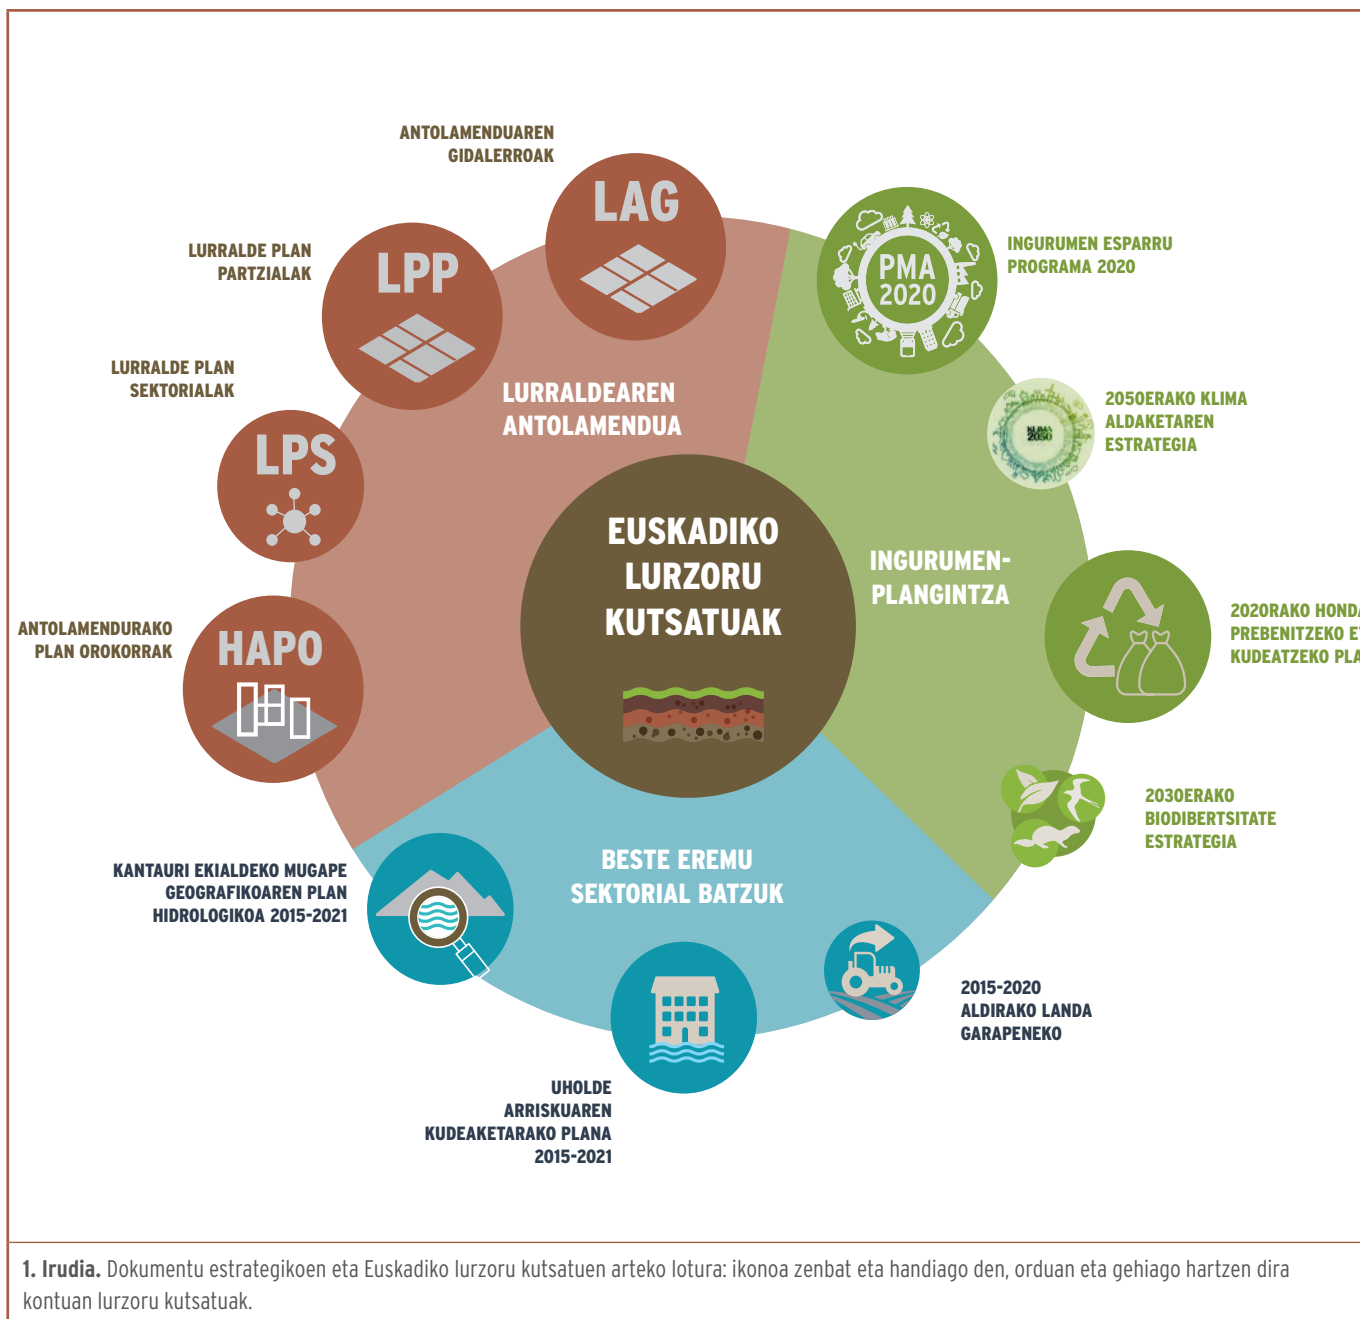 ANTOLAMENDUAREN
GIDALERROAK
LAG
LURRALDE PLAN
PARTZIALAK
LPP
LURRALDE PLAN
SEKTORIALAK
LPS
ANTOLAMENDURAKO
PLAN OROKORRAK
HAPO
LURRALDEAREN
ANTOLAMENDUA
PMA
2020
INGURUMEN ESPARRU
PROGRAMA 2020
KLIMA
2050
2050ERAKO KLIMA
ALDAKETAREN
ESTRATEGIA
INGURUMEN-
PLANGINTZA
2020RAKO
PREBENITZEKO
KUDEATZEKO
2030ERAKO
BIODIBERTSITATE
ESTRATEGIA
EUSKADIKO
LURZORU
KUTSATUAK
BESTE EREMU
SEKTORIAL BATZUK
KANTAURI EKIALDEKO MUGAPE
GEOGRAFIKOAREN PLAN
HIDROLOGIKOA 2015-2021
UHOLDE
ARRISKUAREN
KUDEAKETARAKO PLANA
2015-2021
2015-2020
ALDIRAKO LANDA
GARAPENEKO
1. Irudia. Dokumentu estrategikoen eta Euskadiko lurzoru kutsatuen arteko lotura: ikonoa zenbat eta handiago den, orduan eta gehiago hartzen dira
kontuan lurzoru kutsatuak.